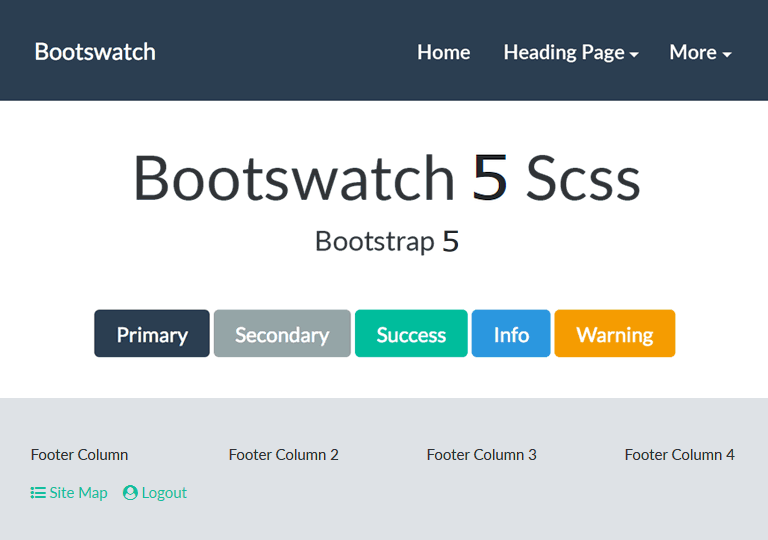 Bootswatch Home Heading Page More
Bootswatch 5 Scss
Bootstrap 5
Primary Secondary Success Info Warning
Footer Column Footer Column 2 Footer Column 3 Footer Column 4
Site Map Logout